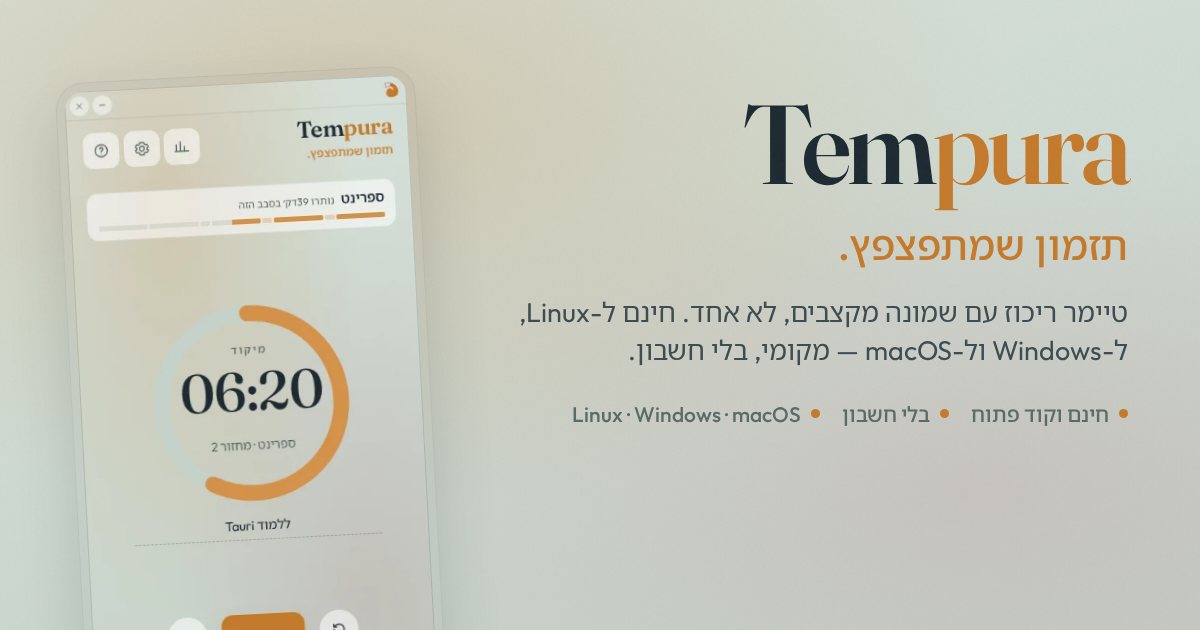 Tempura
תזמון שמתפצפץ.
טיימר ריכוז עם שמונה מקצבים, לא אחד. חינם ל-Linux,
ל-Windows ול-macOS — מקומי, בלי חשבון.
חינם וקוד פתוח • בלי חשבון • Linux · Windows · macOS
Tempura
תזמון שמתפצפץ.
ספרינט נותרו 39דק׳ בסבב הזה
מיקוד
06:20
ספרינט · מחזור 2
ללמוד Tauri